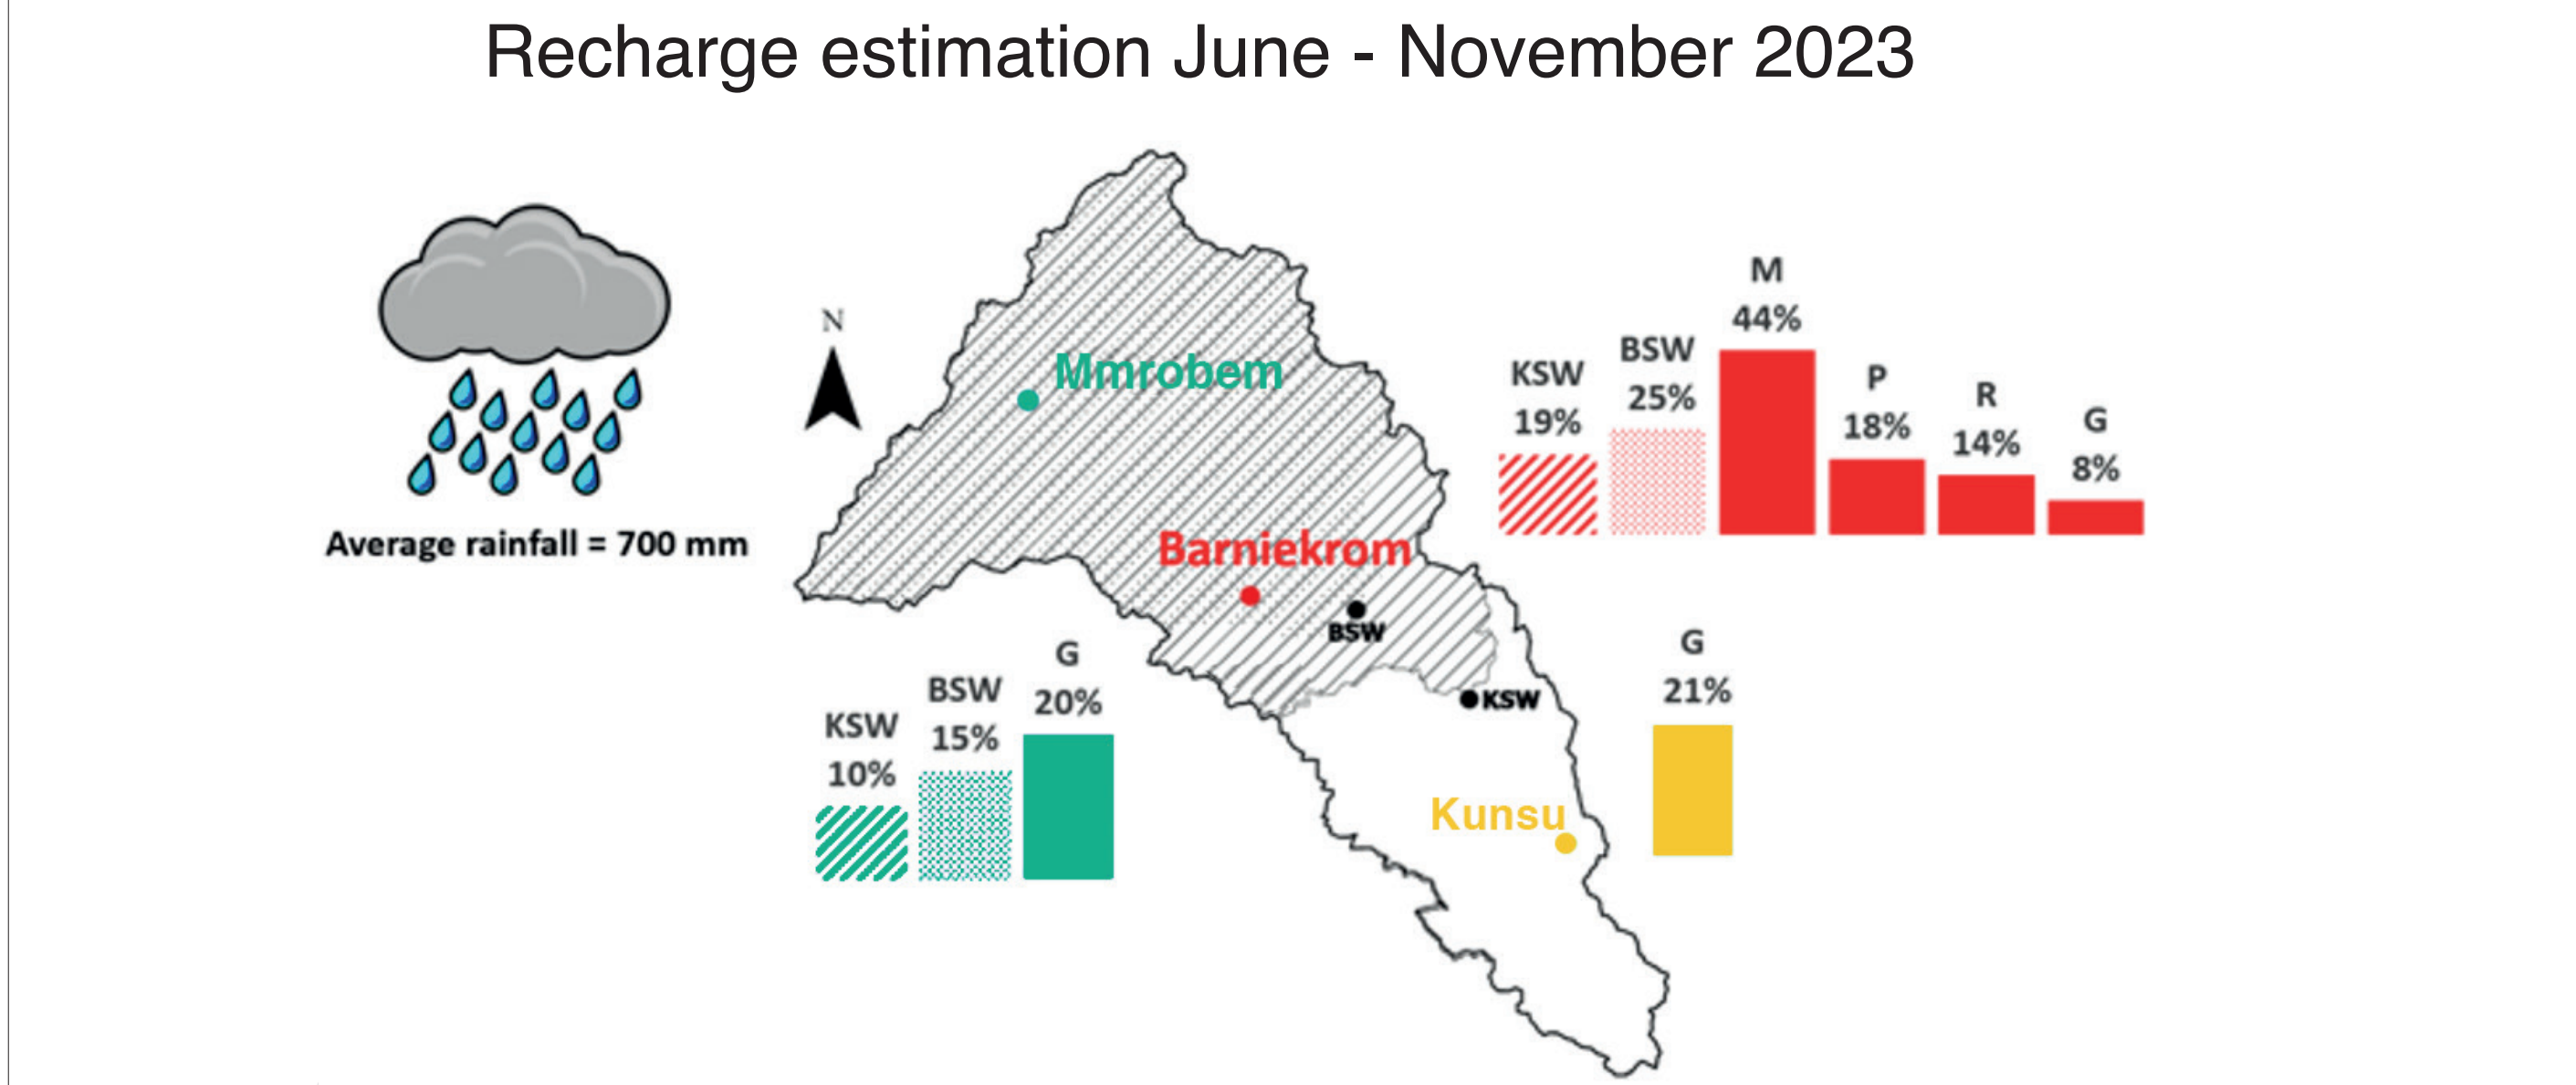 Recharge estimation June - November 2023
N
Average rainfall = 700 mm
Mmrobem
Barniekrom
BSW
KSW
Kunsu
KSW
19%
BSW
25%
M
44%
P
18%
R
14%
G
8%
KSW
10%
BSW
15%
G
20%
G
21%